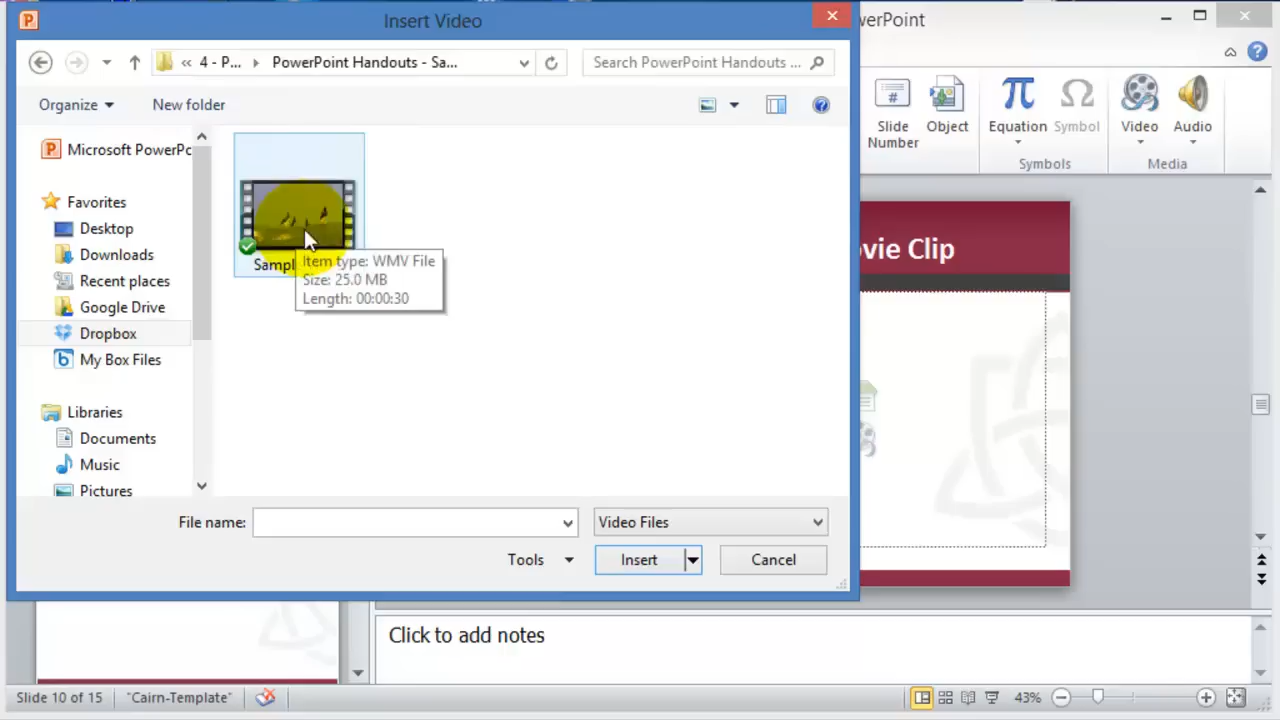 Insert Video
werPoint
« 4 - P... PowerPoint Handouts - Sa...
Search PowerPoint Handouts ...
Organize
New folder
Microsoft PowerPc
Favorites
Desktop
Downloads
Recent places
Google Drive
Dropbox
My Box Files
Libraries
Documents
Music
Pictures
Sampl
Item type: WMV File
Size: 25.0 MB
Length: 00:00:30
File name:
Video Files
Tools
Insert
Cancel
Slide Number
Object
Equation
Symbol
Video
Audio
Symbols
Media
vie Clip
Click to add notes
Slide 10 of 15
"Cairn-Template"
43%